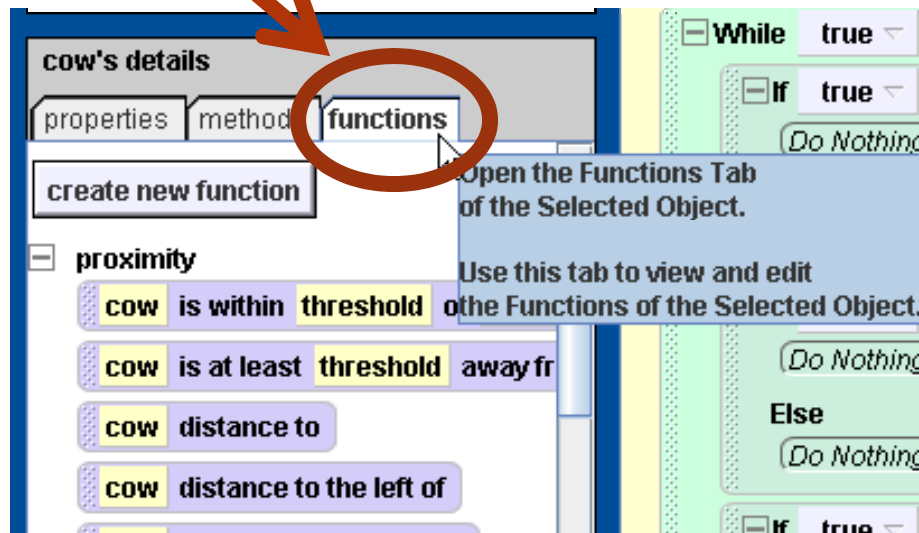 cow's details
properties method functions
create new function
proximity
cow is within threshold o
cow is at least threshold away fr
cow distance to
cow distance to the left of
Open the Functions Tab
of the Selected Object.
Use this tab to view and edit
the Functions of the Selected Object.
While true
If true
Do Nothing
Do Nothing
Else
Do Nothing
If true